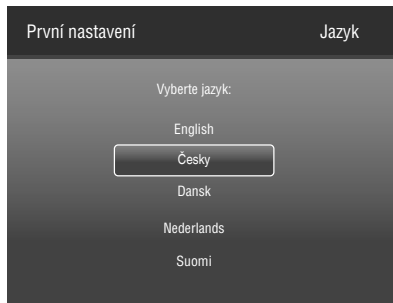 První nastavení Jazyk
Vyberte jazyk:
English
Česky
Dansk
Nederlands
Suomi